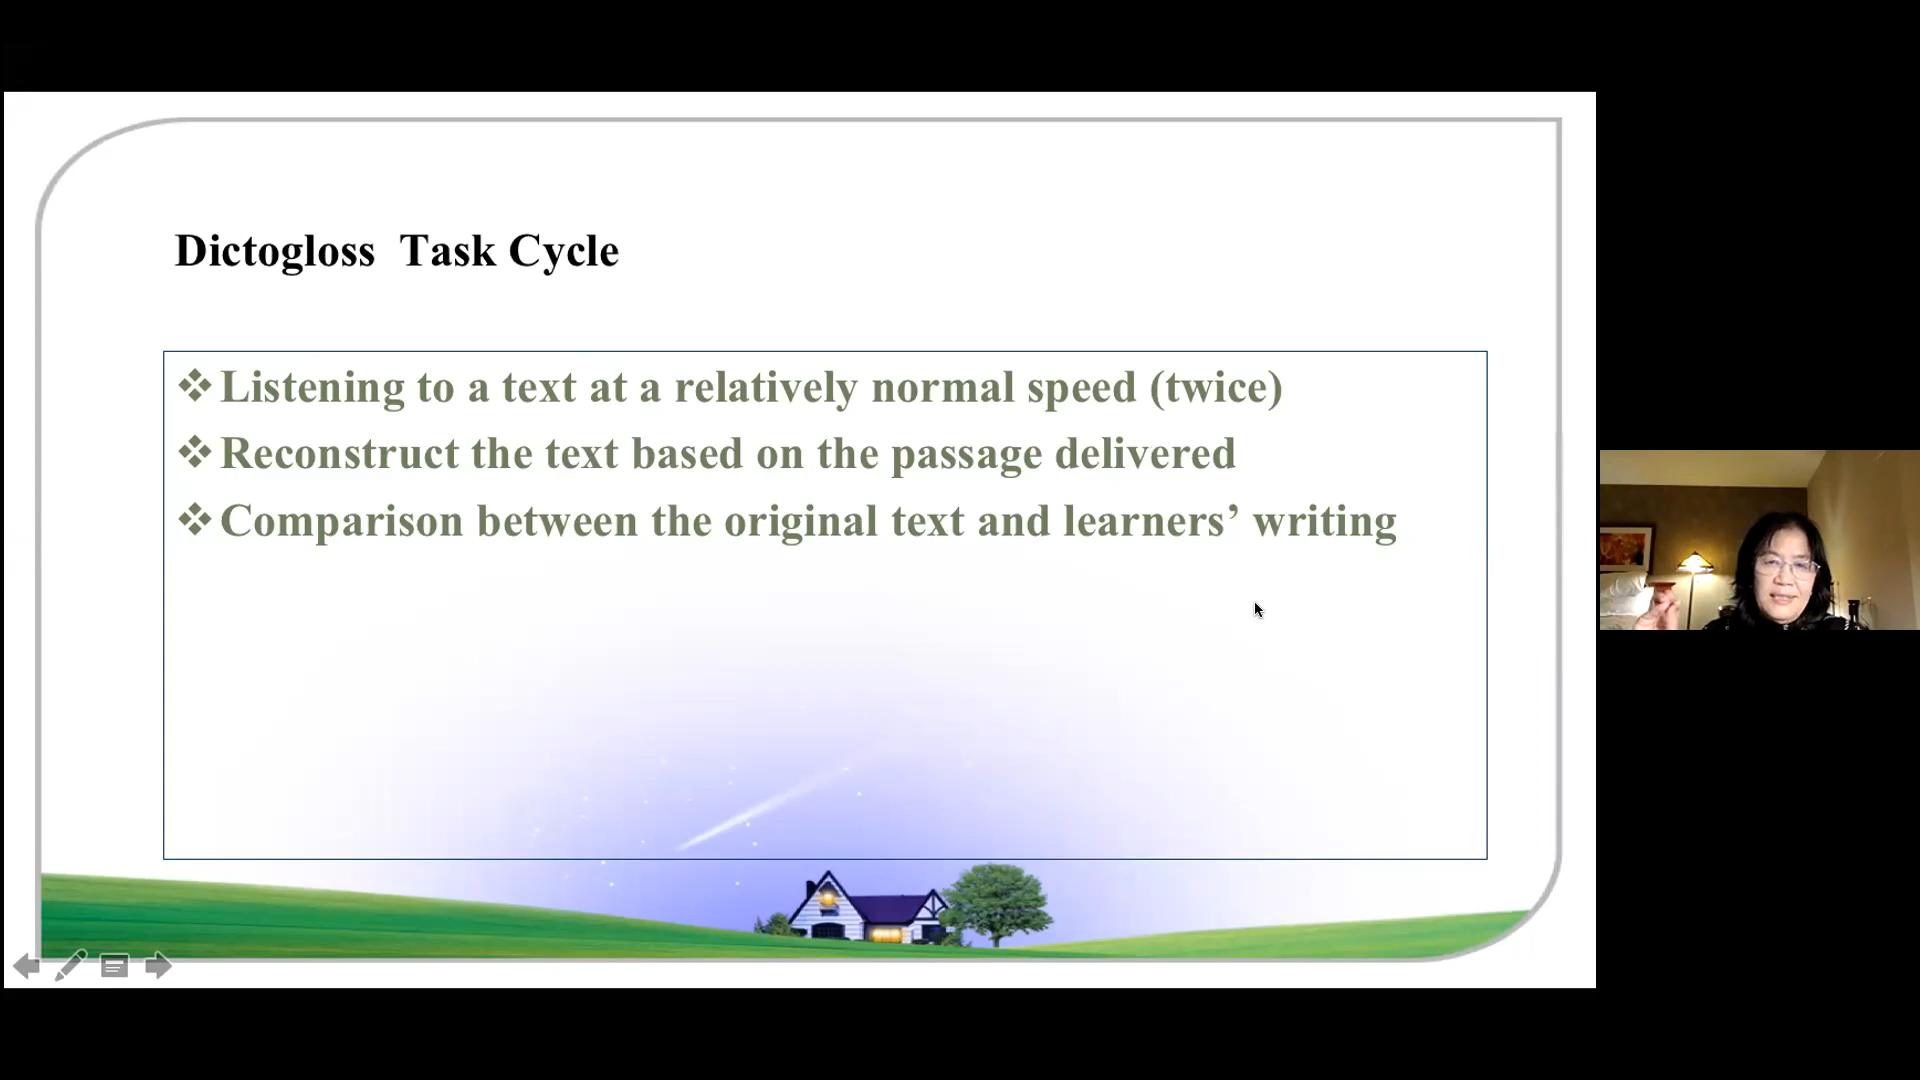 Dictogloss  Task Cycle
❖Listening to a text at a relatively normal speed (twice)
❖Reconstruct the text based on the passage delivered
❖Comparison between the original text and learners’ writing